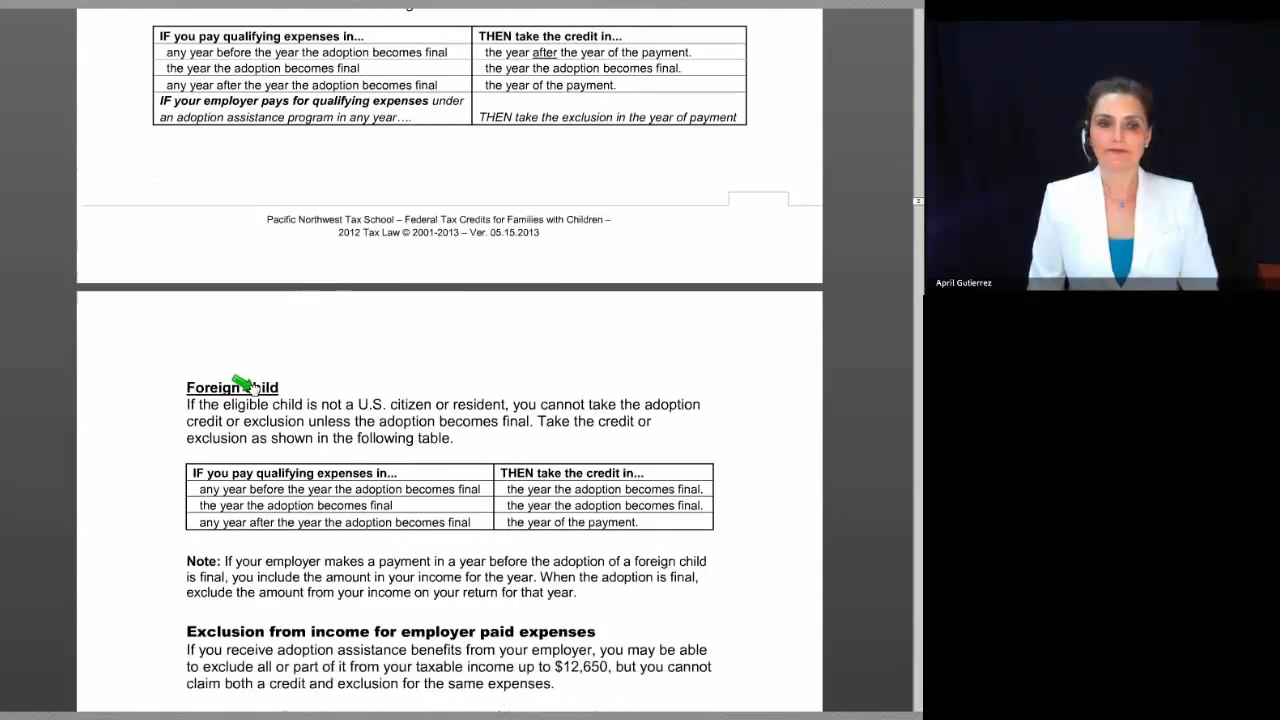 IF you pay qualifying expenses in... THEN take the credit in...
any year before the year the adoption becomes final the year after the year of the payment.
the year the adoption becomes final the year the adoption becomes final.
any year after the year the adoption becomes final the year of the payment.
IF your employer pays for qualifying expenses under
an adoption assistance program in any year.... THEN take the exclusion in the year of payment
Pacific Northwest Tax School – Federal Tax Credits for Families with Children –
2012 Tax Law © 2001-2013 – Ver. 05.15.2013
April Gutierrez
Foreign Child
If the eligible child is not a U.S. citizen or resident, you cannot take the adoption
credit or exclusion unless the adoption becomes final. Take the credit or
exclusion as shown in the following table.
IF you pay qualifying expenses in... THEN take the credit in...
any year before the year the adoption becomes final the year the adoption becomes final.
the year the adoption becomes final the year the adoption becomes final.
any year after the year the adoption becomes final the year of the payment.
Note: If your employer makes a payment in a year before the adoption of a foreign child
is final, you include the amount in your income for the year. When the adoption is final,
exclude the amount from your income on your return for that year.
Exclusion from income for employer paid expenses
If you receive adoption assistance benefits from your employer, you may be able
to exclude all or part of it from your taxable income up to $12,650, but you cannot
claim both a credit and exclusion for the same expenses.